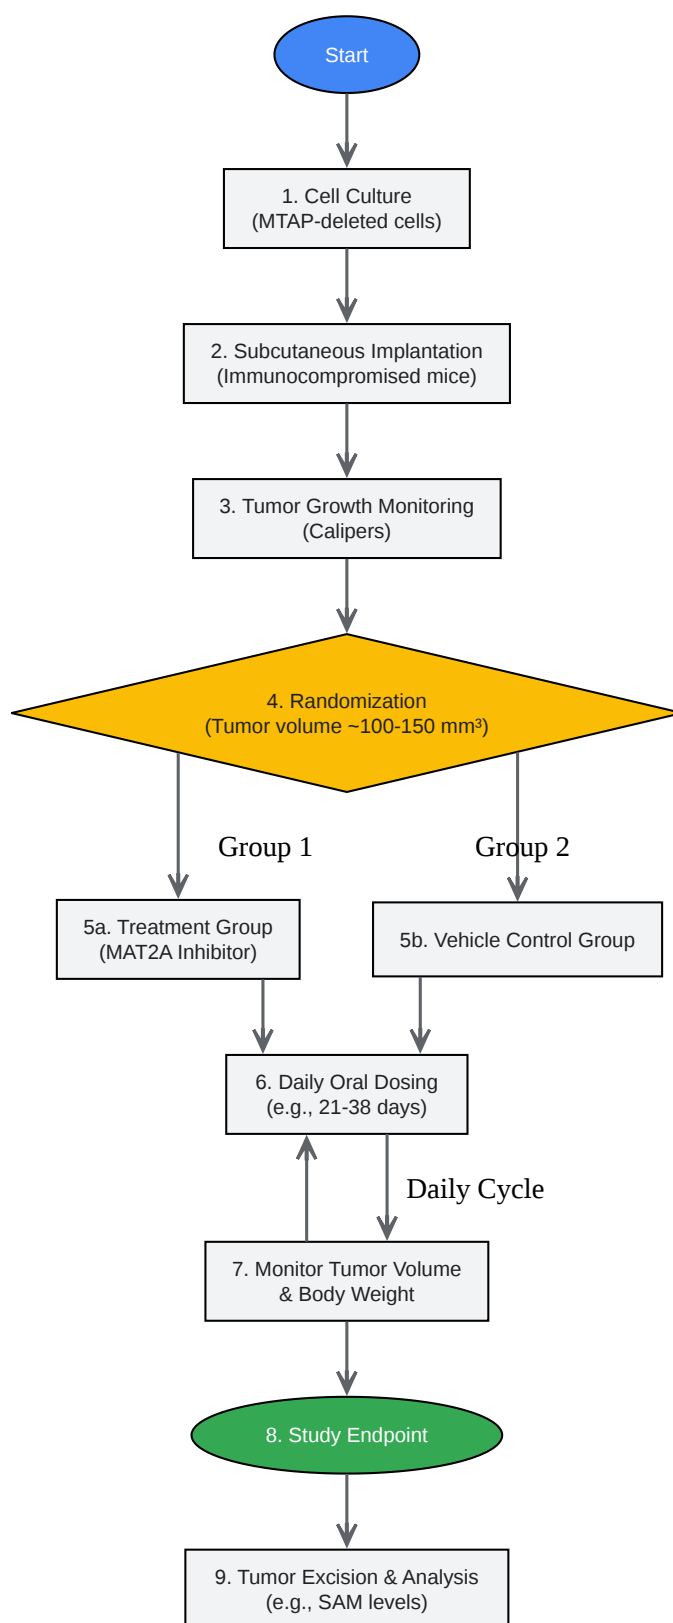 Start
1. Cell Culture
(MTAP-deleted cells)
2. Subcutaneous Implantation
(Immunocompromised mice)
3. Tumor Growth Monitoring
(Calipers)
4. Randomization
(Tumor volume ~100-150 mm³)
Group 1
Group 2
5a. Treatment Group
(MAT2A Inhibitor)
5b. Vehicle Control Group
6. Daily Oral Dosing
(e.g., 21-38 days)
Daily Cycle
7. Monitor Tumor Volume
& Body Weight
8. Study Endpoint
9. Tumor Excision & Analysis
(e.g., SAM levels)